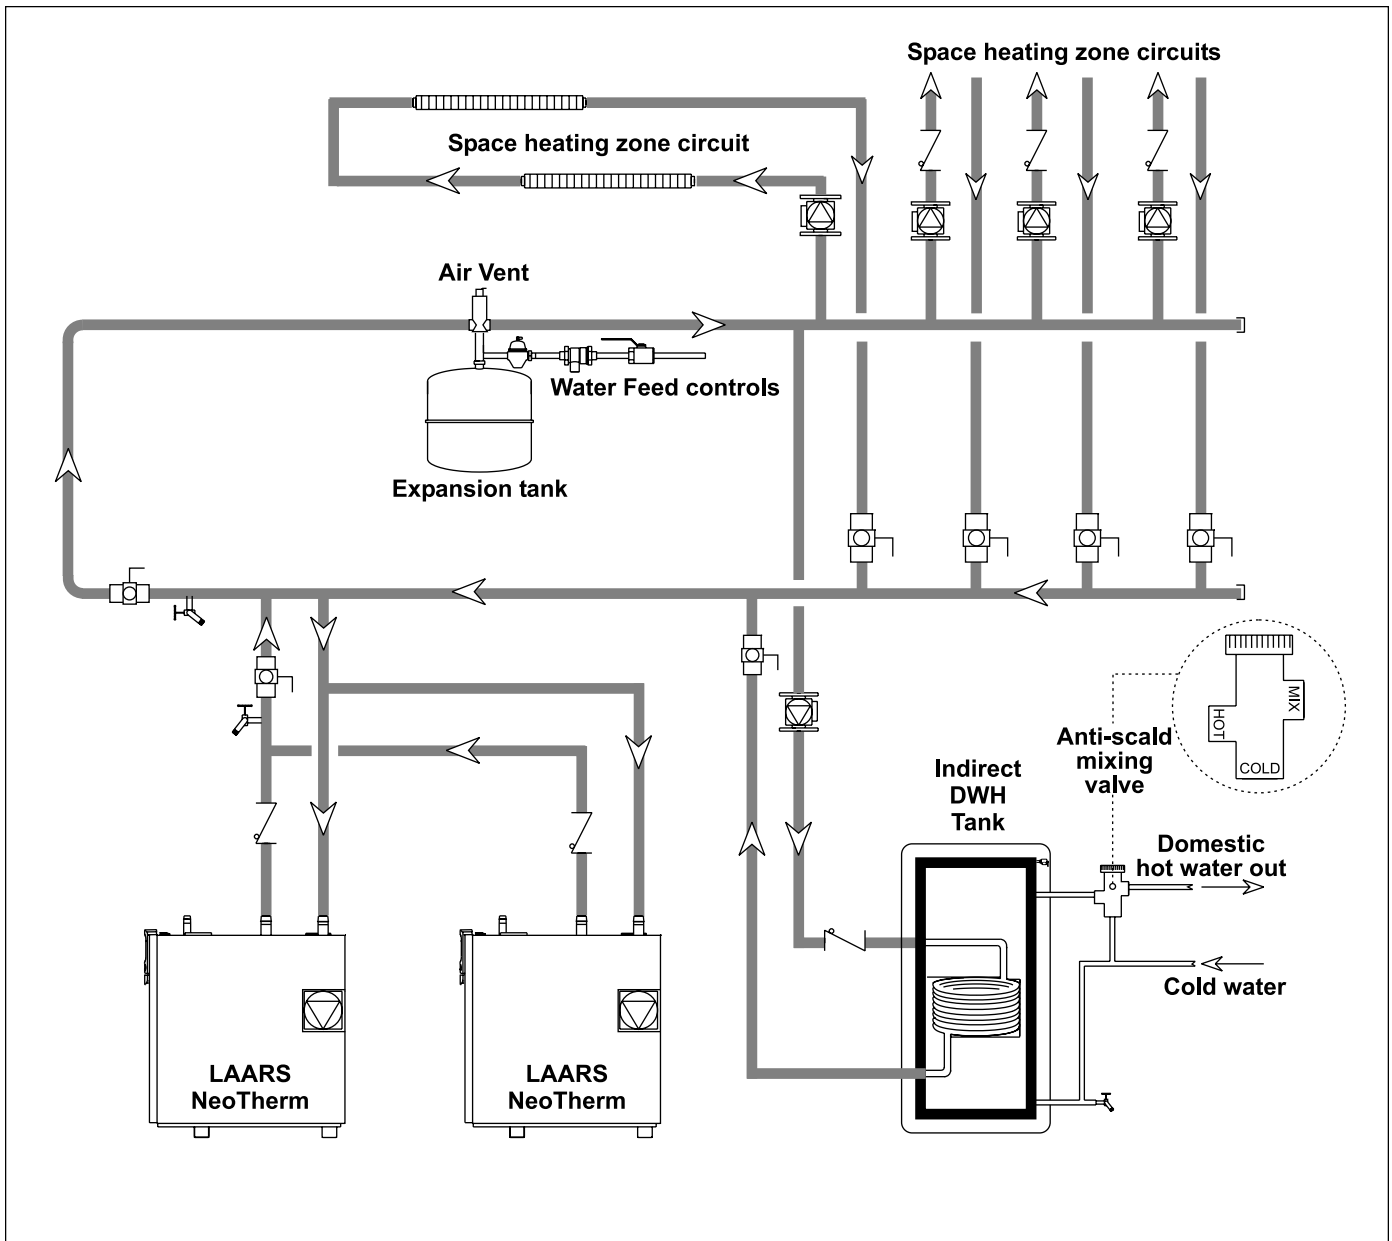 Space heating zone circuits
Space heating zone circuit
Air Vent
Water Feed controls
Expansion tank
MIX
HOT
COLD
Anti-scald
mixing
valve
Indirect
DWH
Tank
Domestic
hot water out
Cold water
LAARS
NeoTherm
LAARS
NeoTherm